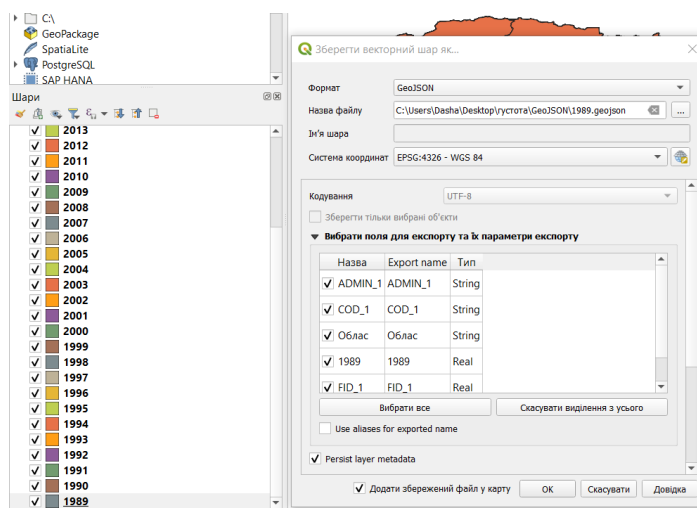 C:\
GeoPackage
SpatiaLite
PostgreSQL
SAP HANA
Шари
2013
2012
2011
2010
2009
2008
2007
2006
2005
2004
2003
2002
2001
2000
1999
1998
1997
1996
1995
1994
1993
1992
1991
1990
1989
Зберегти векторний шар як...
Формат GeoJSON
Назва файлу C:\Users\Dasha\Desktop\густота\GeoJSON\1989.geojson ...
Ім'я шара
Система координат EPSG:4326 - WGS 84
Кодування UTF-8
Зберегти тільки вибрані об'єкти
Вибрати поля для експорту та їх параметри експорту
Назва Export name Тип
ADMIN_1 ADMIN_1 String
COD_1 COD_1 String
Облас Облас String
1989 1989 Real
FID_1 FID_1 Real
Вибрати все Скасувати виділення з усього
Use aliases for exported name
Persist layer metadata
Додати збережений файл у карту OK Скасувати Довідка